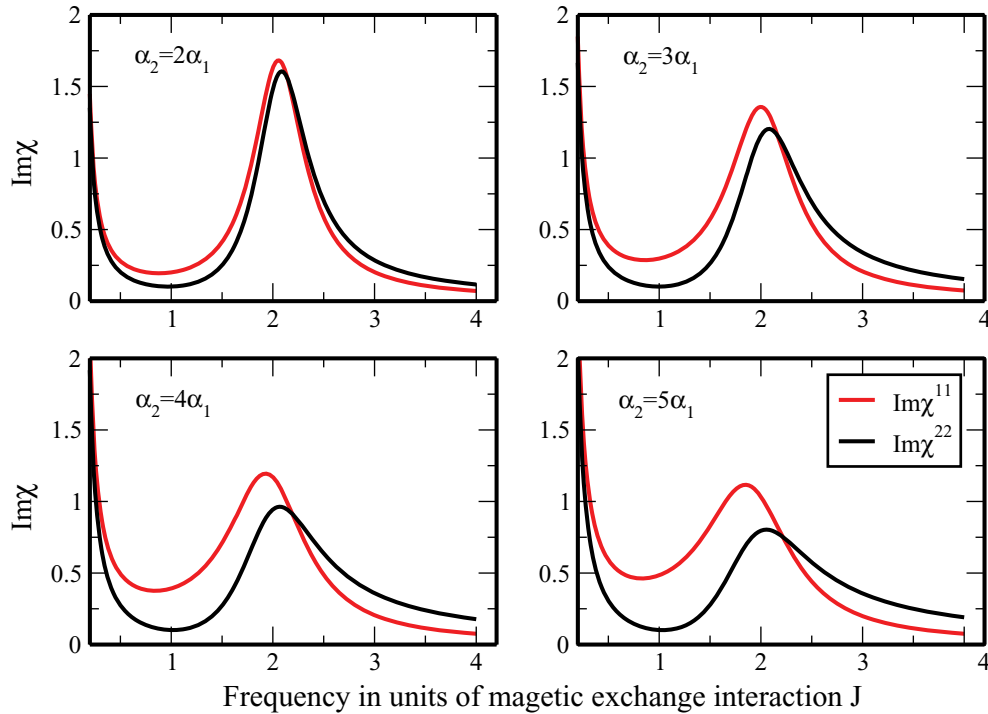 2
1.5
1
0.5
0
Imχ
α₂=2α₁
1 2 3 4
2
1.5
1
0.5
0
α₂=3α₁
1 2 3 4
2
1.5
1
0.5
0
Imχ
α₂=4α₁
1 2 3 4
2
1.5
1
0.5
0
α₂=5α₁
Imχ¹¹
Imχ²²
1 2 3 4
Frequency in units of magetic exchange interaction J